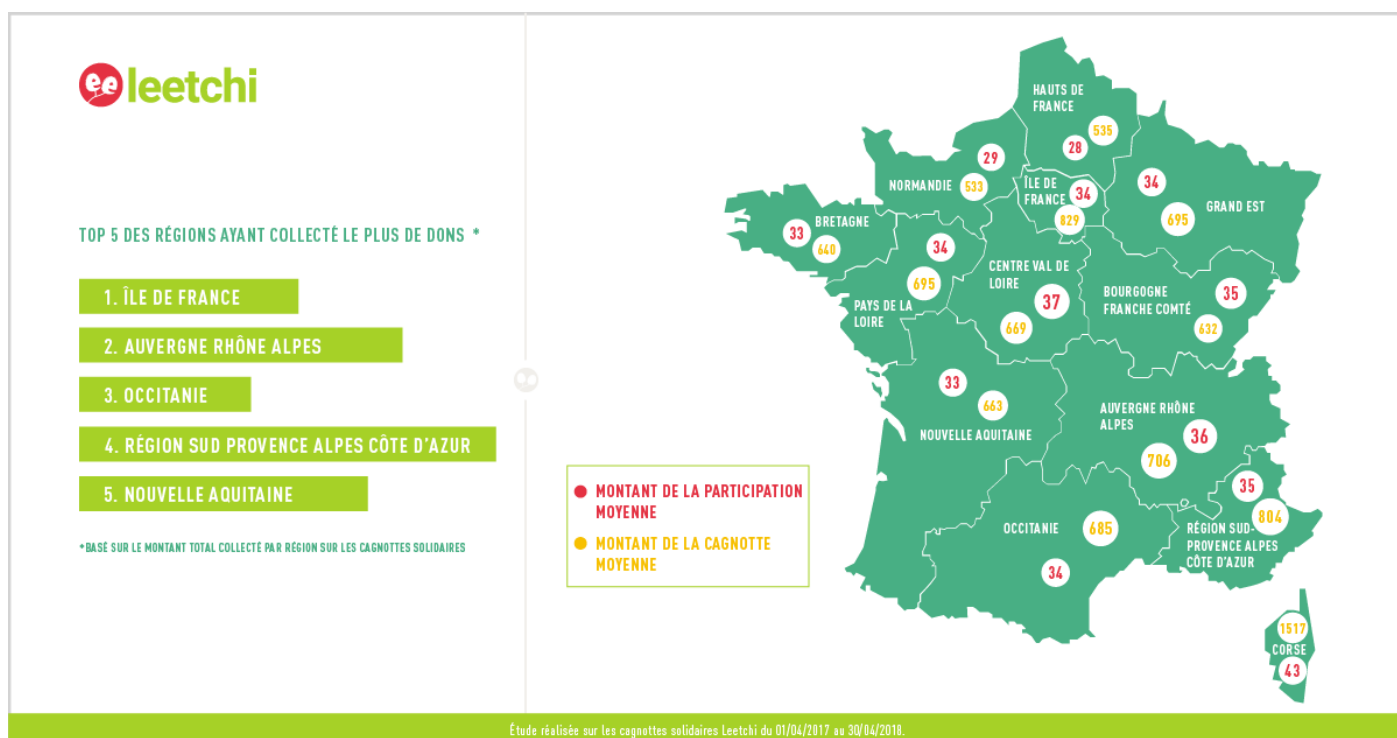 leetchi
TOP 5 DES RÉGIONS AYANT COLLECTÉ LE PLUS DE DONS *
1. ÎLE DE FRANCE
2. AUVERGNE RHÔNE ALPES
3. OCCITANIE
4. RÉGION SUD PROVENCE ALPES CÔTE D'AZUR
5. NOUVELLE AQUITAINE
*BASÉ SUR LE MONTANT TOTAL COLLECTÉ PAR RÉGION SUR LES CAGNOTTES SOLIDAIRES
MONTANT DE LA PARTICIPATION
MOYENNE
MONTANT DE LA CAGNOTTE
MOYENNE
HAUTS DE
FRANCE
535
28
29
NORMANDIE
533
ÎLE DE
FRANCE
34
829
34
GRAND EST
695
BRETAGNE
33
640
34
695
PAYS DE LA
LOIRE
CENTRE VAL DE
LOIRE
37
669
BOURGOGNE
FRANCHE COMTÉ
35
632
33
663
NOUVELLE AQUITAINE
AUVERGNE RHÔNE
ALPES
36
706
OCCITANIE
685
34
35
804
RÉGION SUD-
PROVENCE ALPES
CÔTE D'AZUR
1517
CORSE
43
Étude réalisée sur les cagnottes solidaires Leetchi du 01/04/2017 au 30/04/2018.